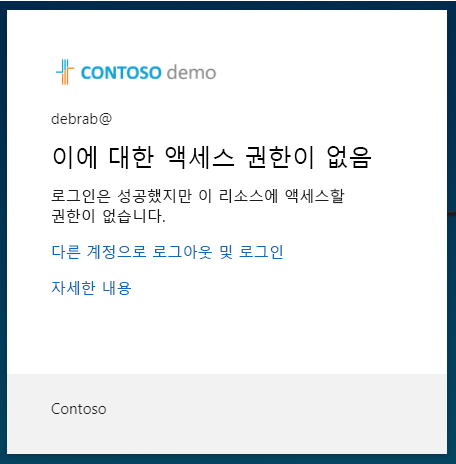 CONTOSO demo
debrab@
이에 대한 액세스 권한이 없음
로그인은 성공했지만 이 리소스에 액세스할
권한이 없습니다.
다른 계정으로 로그아웃 및 로그인
자세한 내용
Contoso